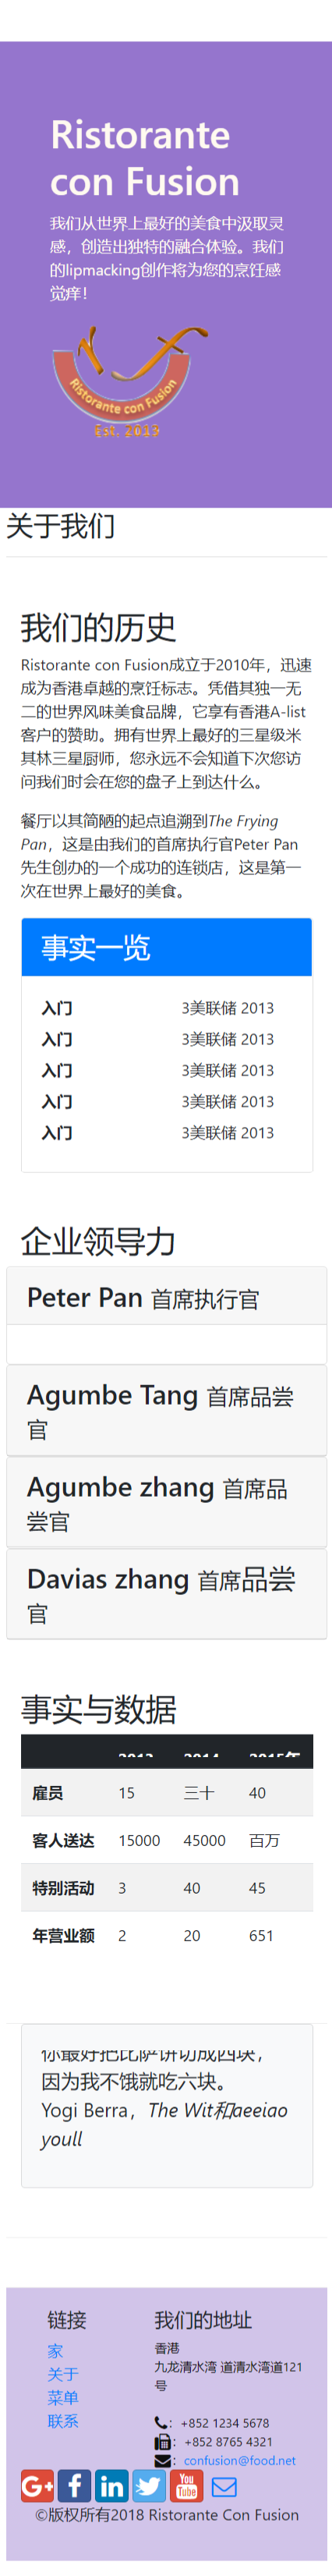 Ristorante
con Fusion
我们从世界上最好的美食中汲取灵
感，创造出独特的融合体验。我们
的lipmacking创作将为您的烹饪感
觉痒！
Ristorante con Fusion
Est. 2013
关于我们
我们的历史
Ristorante con Fusion成立于2010年，迅速
成为香港卓越的烹饪标志。凭借其独一无
二的世界风味美食品牌，它享有香港A-list
客户的赞助。拥有世界上最好的三星级米
其林三星厨师，您永远不会知道下次您访
问我们时会在您的盘子上到达什么。
餐厅以其简陋的起点追溯到The Frying
Pan，这是由我们的首席执行官Peter Pan
先生创办的一个成功的连锁店，这是第一
次在世界上最好的美食。
事实一览
入门 3美联储 2013
入门 3美联储 2013
入门 3美联储 2013
入门 3美联储 2013
入门 3美联储 2013
企业领导力
Peter Pan 首席执行官
Agumbe Tang 首席品尝
官
Agumbe zhang 首席品
尝官
Davias zhang 首席品尝
官
事实与数据
2013 2014 2015年
雇员 15 三十 40
客人送达 15000 45000 百万
特别活动 3 40 45
年营业额 2 20 651
你最好把比萨饼切成四块，
因为我不饿就吃六块。
Yogi Berra，The Wit和aeeiao
youll
链接
家
关于
菜单
联系
我们的地址
香港
九龙清水湾 道清水湾道121
号
：+852 1234 5678
：+852 8765 4321
：confusion@food.net
G+ f in You Tube
©版权所有2018 Ristorante Con Fusion